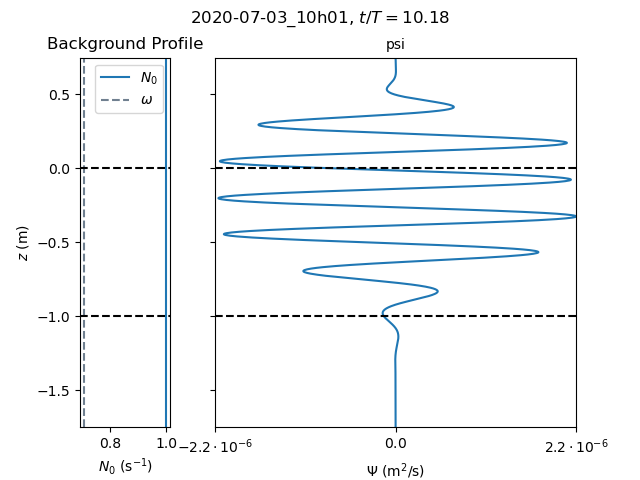 2020-07-03_10h01, t/T = 10.18
Background Profile
psi
N₀
ω
0.5
0.0
−0.5
−1.0
−1.5
z (m)
0.8
1.0
N₀ (s⁻¹)
−2.2 · 10⁻⁶
0.0
2.2 · 10⁻⁶
Ψ (m²/s)